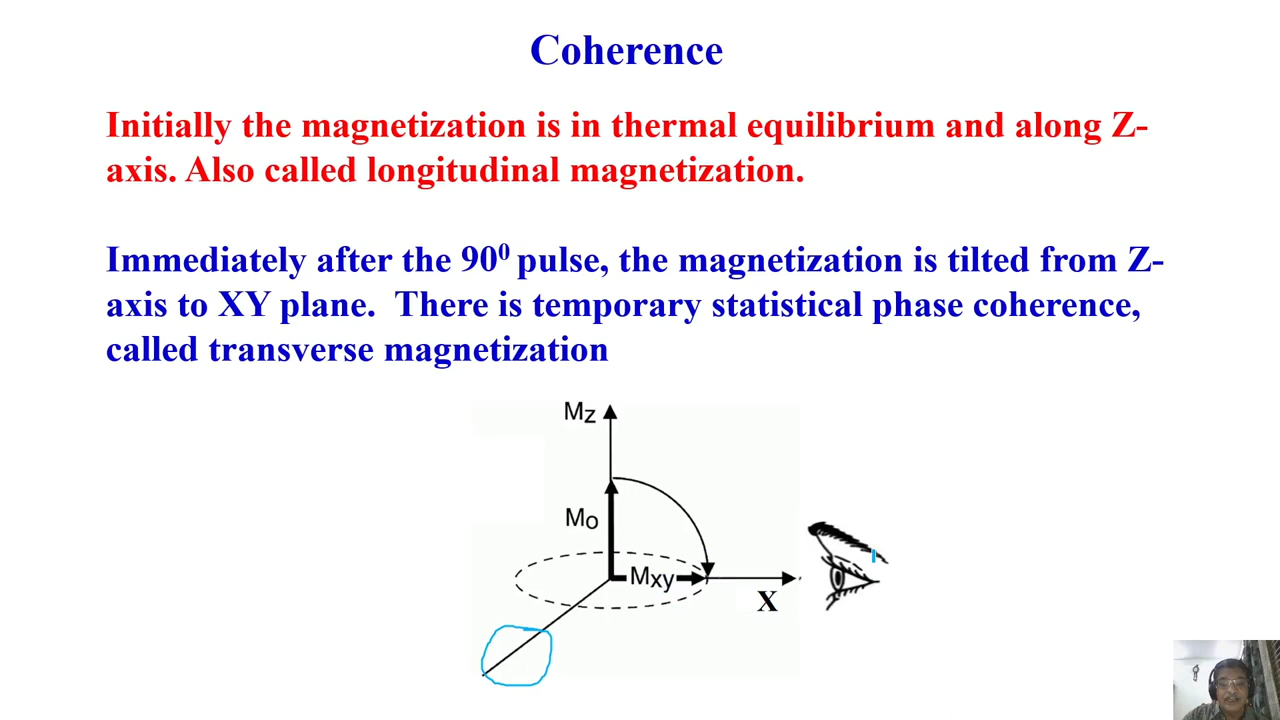 Coherence
Initially the magnetization is in thermal equilibrium and along Z-
axis. Also called longitudinal magnetization.
Immediately after the 90⁰ pulse, the magnetization is tilted from Z-
axis to XY plane. There is temporary statistical phase coherence,
called transverse magnetization
Mz
Mo
Mxy
X